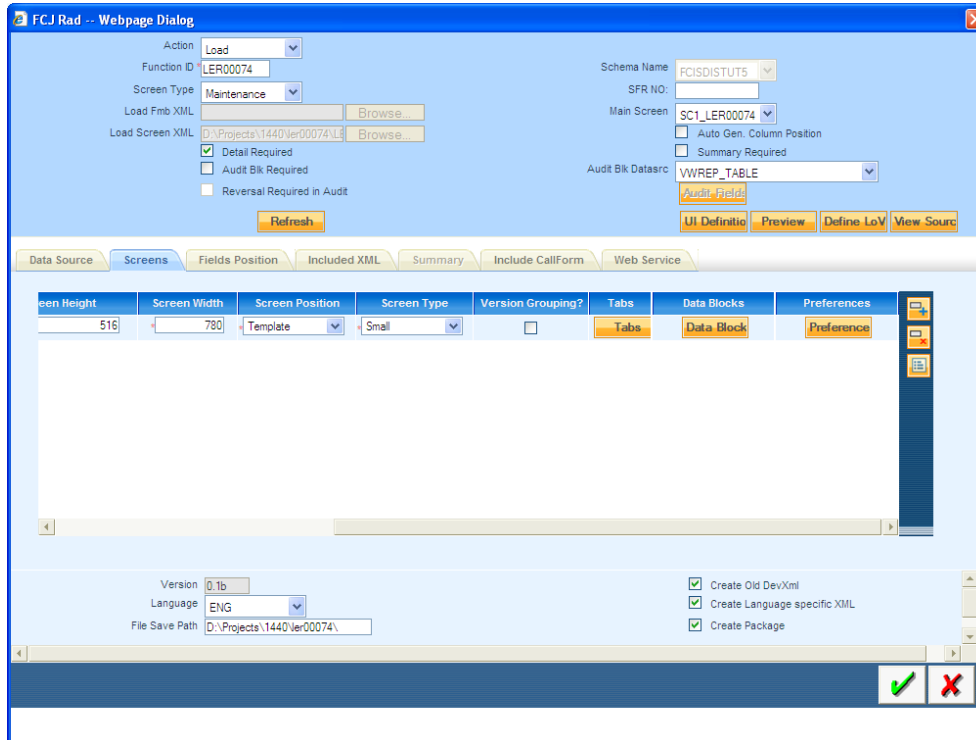 FCJ Rad -- Webpage Dialog
Action Load
Function ID * LER00074
Schema Name FCISDISTUT5
Screen Type Maintenance
SFR NO:
Load Fmb XML Browse...
Main Screen SC1_LER00074
Load Screen XML D:\Projects\1440\ler00074\LE Browse...
Auto Gen. Column Position
Detail Required
Summary Required
Audit Blk Required
Audit Blk Datasrc VWREP_TABLE
Reversal Required in Audit
Audit Fields
Refresh
UI Definitio Preview Define LoV View Sourc
Data Source Screens Fields Position Included XML Summary Include CallForm Web Service
een Height Screen Width Screen Position Screen Type Version Grouping? Tabs Data Blocks Preferences
516 * 780 * Template * Small Tabs Data Block Preference
Version 0.1b
Create Old DevXml
Language ENG
Create Language specific XML
File Save Path D:\Projects\1440\ler00074\
Create Package